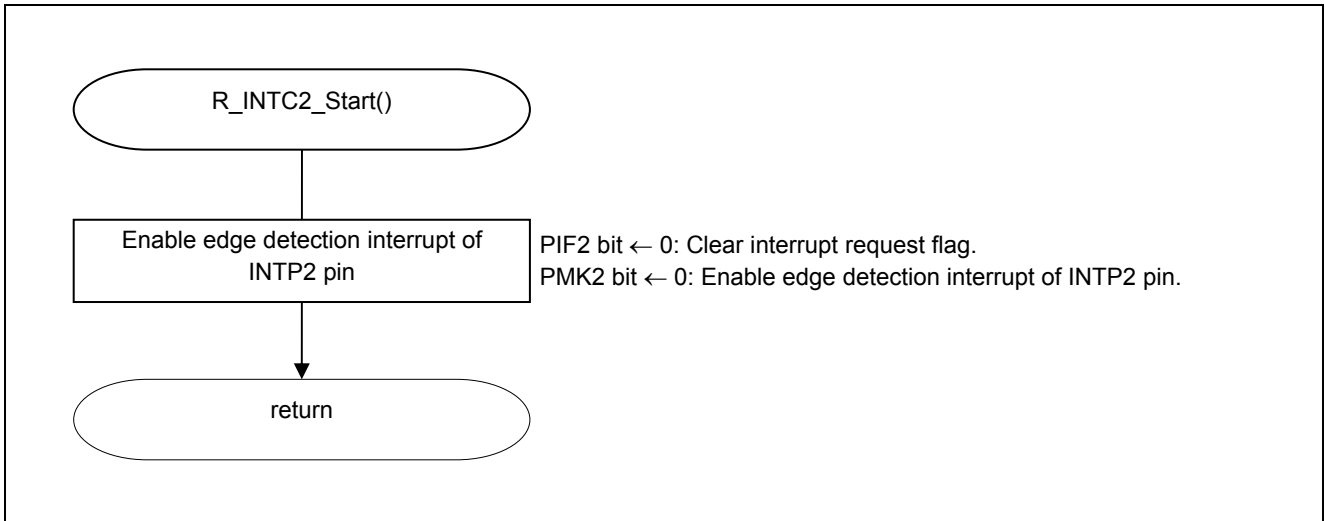 R_INTC2_Start()
Enable edge detection interrupt of
INTP2 pin
PIF2 bit ← 0: Clear interrupt request flag.
PMK2 bit ← 0: Enable edge detection interrupt of INTP2 pin.
return